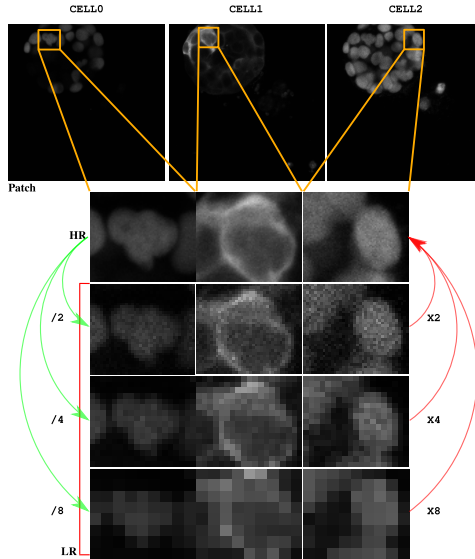 CELL0 CELL1 CELL2
Patch
HR
/2 X2
/4 X4
/8 X8
LR